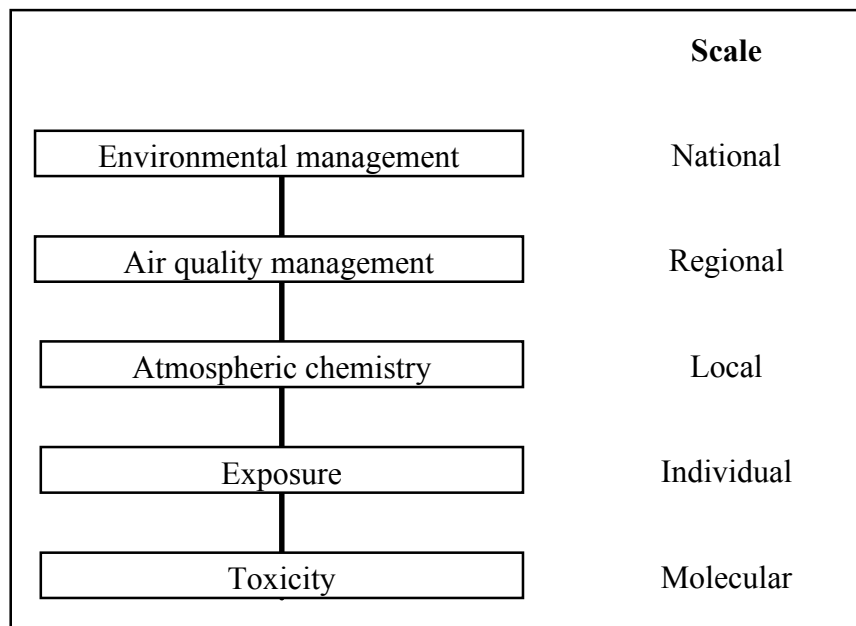 Scale
Environmental management National
Air quality management Regional
Atmospheric chemistry Local
Exposure Individual
Toxicity Molecular